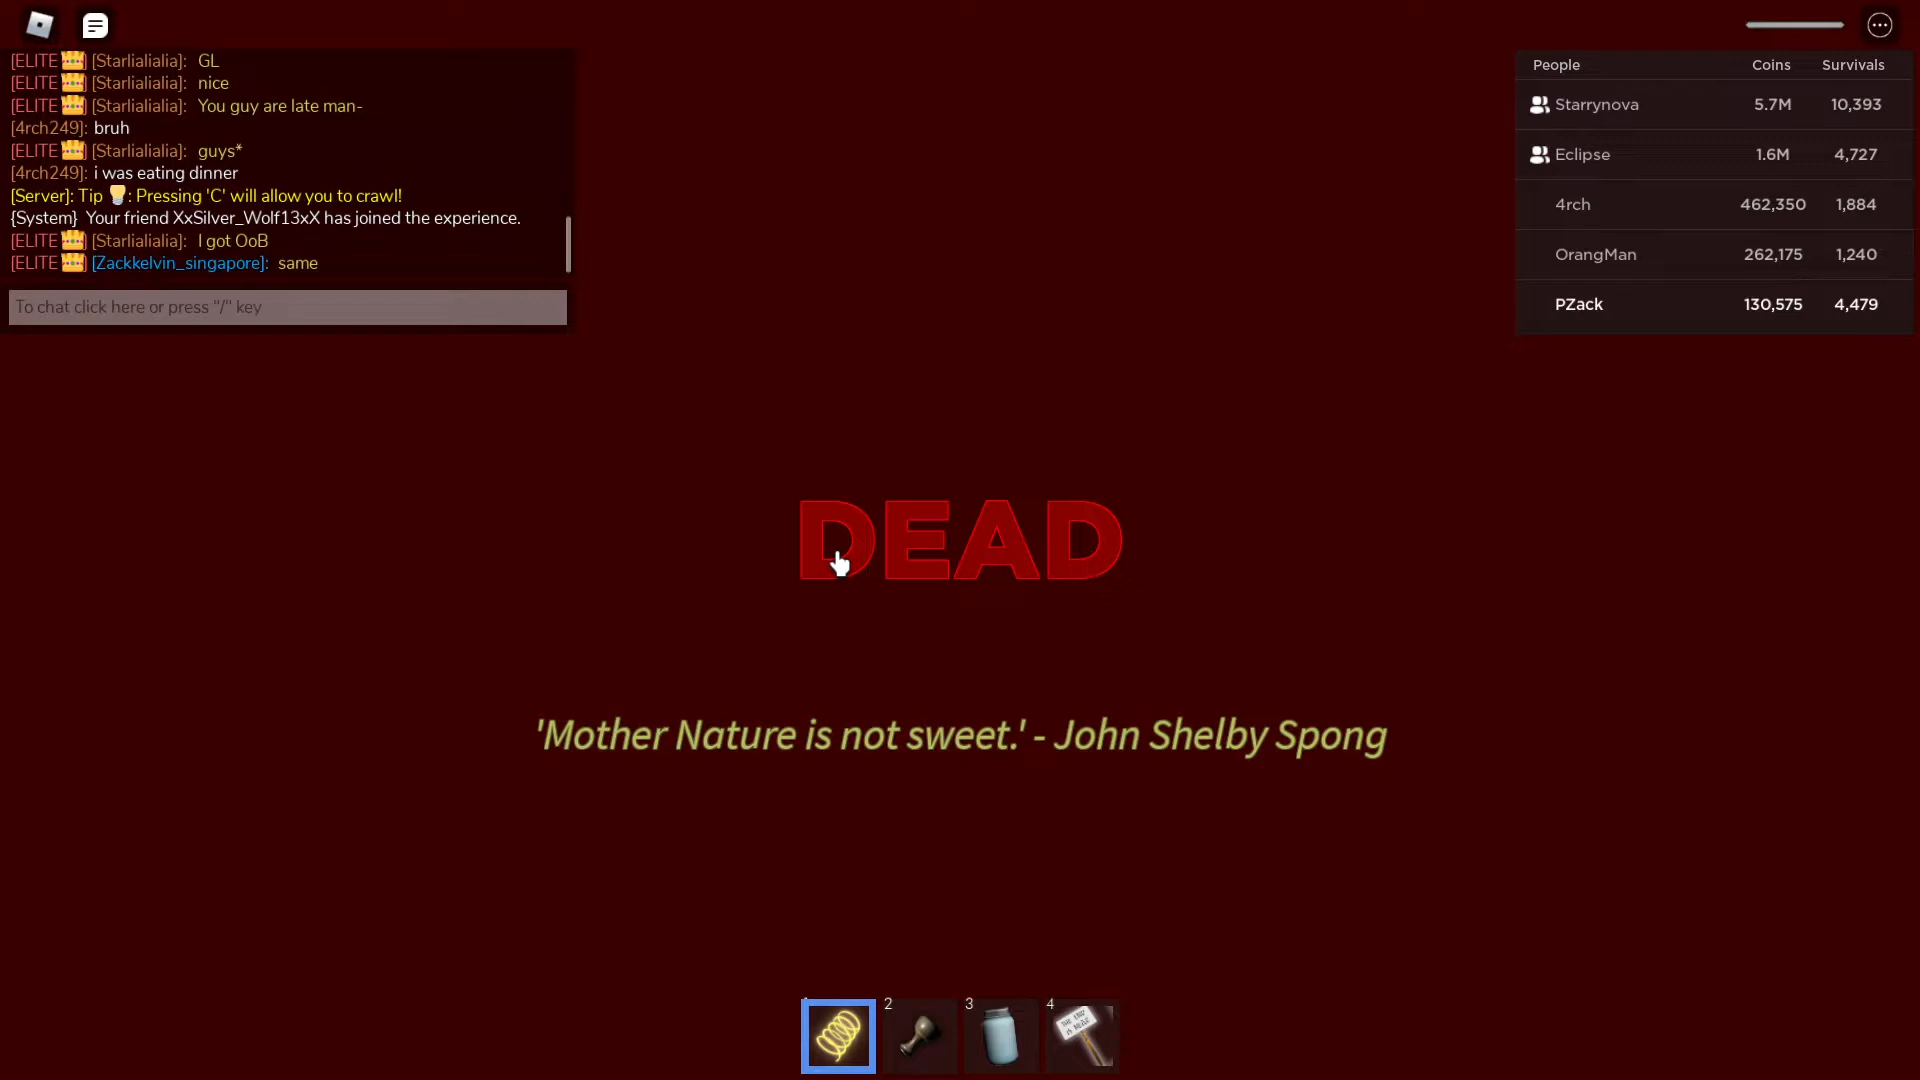 [ELITE👑] [Starlialialia]: GL
[ELITE👑] [Starlialialia]: nice
[ELITE👑] [Starlialialia]: You guy are late man-
[4rch249]: bruh
[ELITE👑] [Starlialialia]: guys*
[4rch249]: i was eating dinner
[Server]: Tip 💡: Pressing 'C' will allow you to crawl!
{System} Your friend XxSilver_Wolf13xX has joined the experience.
[ELITE👑] [Starlialialia]: I got OoB
[ELITE👑] [Zackkelvin_singapore]: same
To chat click here or press "/" key
People Coins Survivals
Starrynova 5.7M 10,393
Eclipse 1.6M 4,727
4rch 462,350 1,884
OrangMan 262,175 1,240
PZack 130,575 4,479
DEAD
'Mother Nature is not sweet.' - John Shelby Spong
2 3 4
THE END
IS